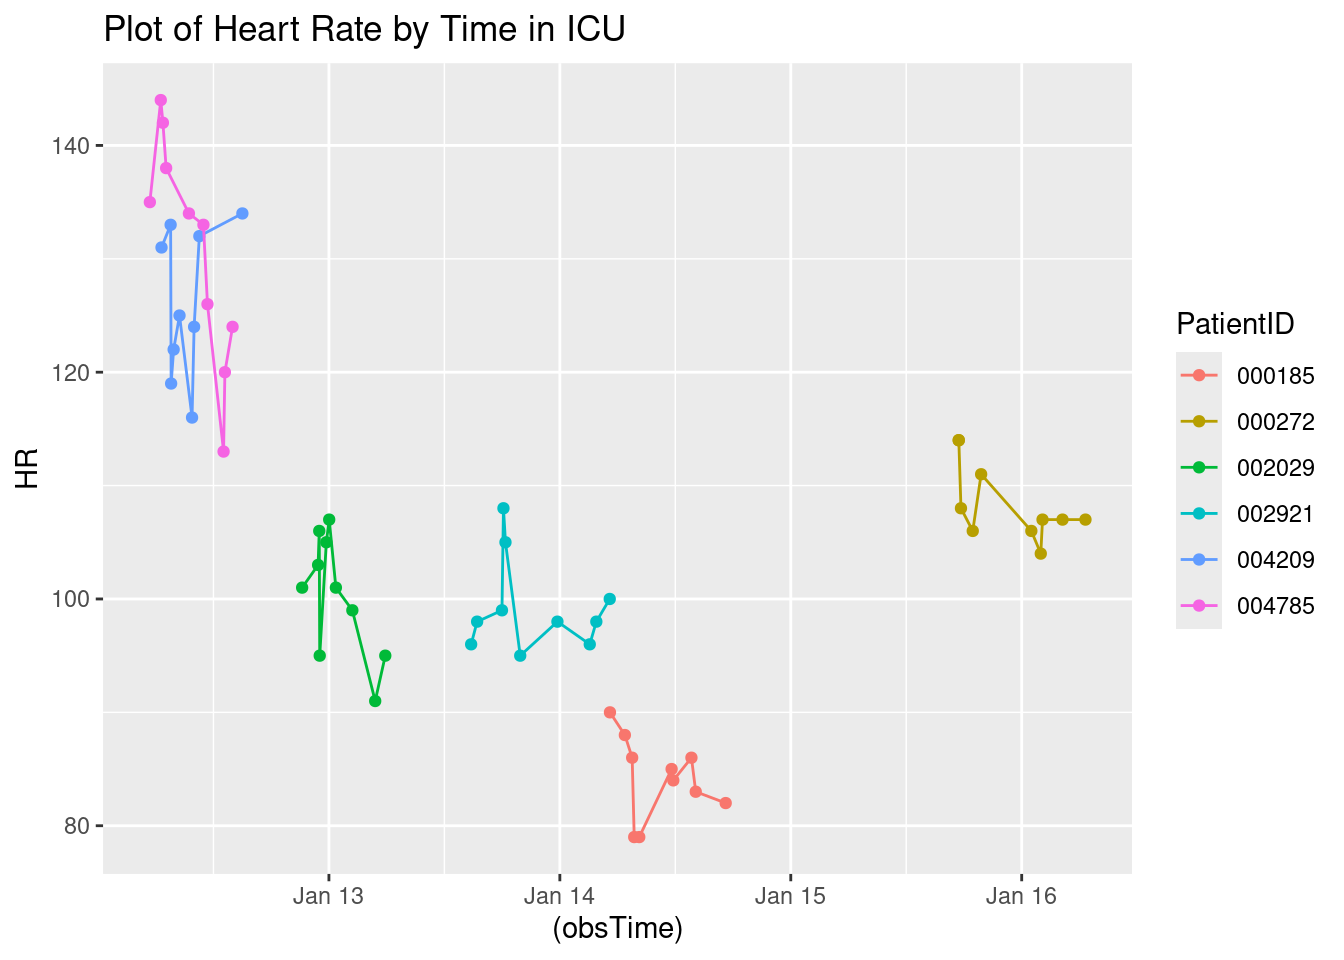 Plot of Heart Rate by Time in ICU
140
120
100
80
HR
Jan 13
Jan 14
Jan 15
Jan 16
(obsTime)
PatientID
000185
000272
002029
002921
004209
004785